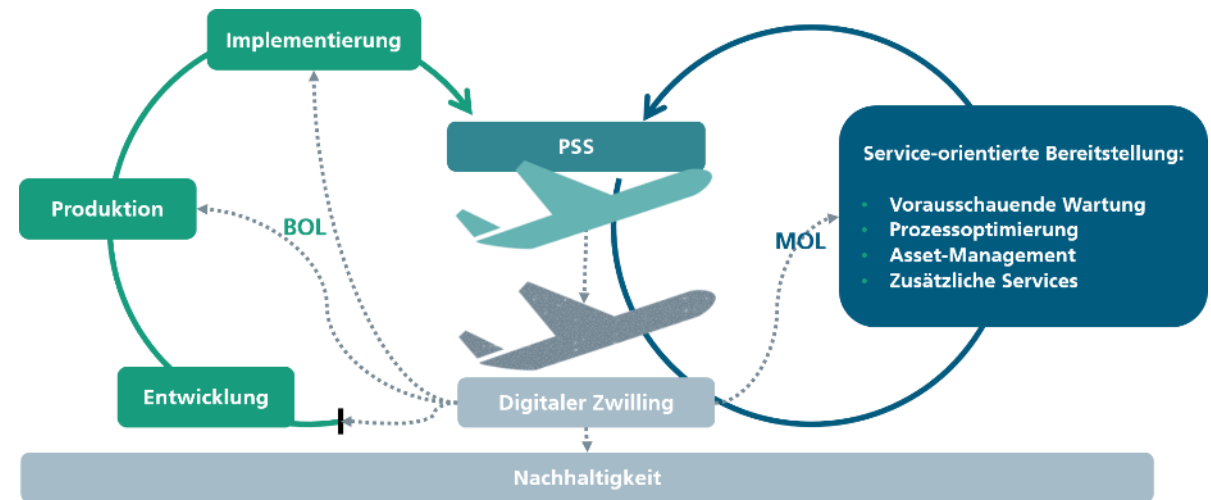 Implementierung
PSS
Service-orientierte Bereitstellung:
Vorausschauende Wartung
Prozessoptimierung
Asset-Management
Zusätzliche Services
Produktion
BOL
MOL
Entwicklung
Digitaler Zwilling
Nachhaltigkeit